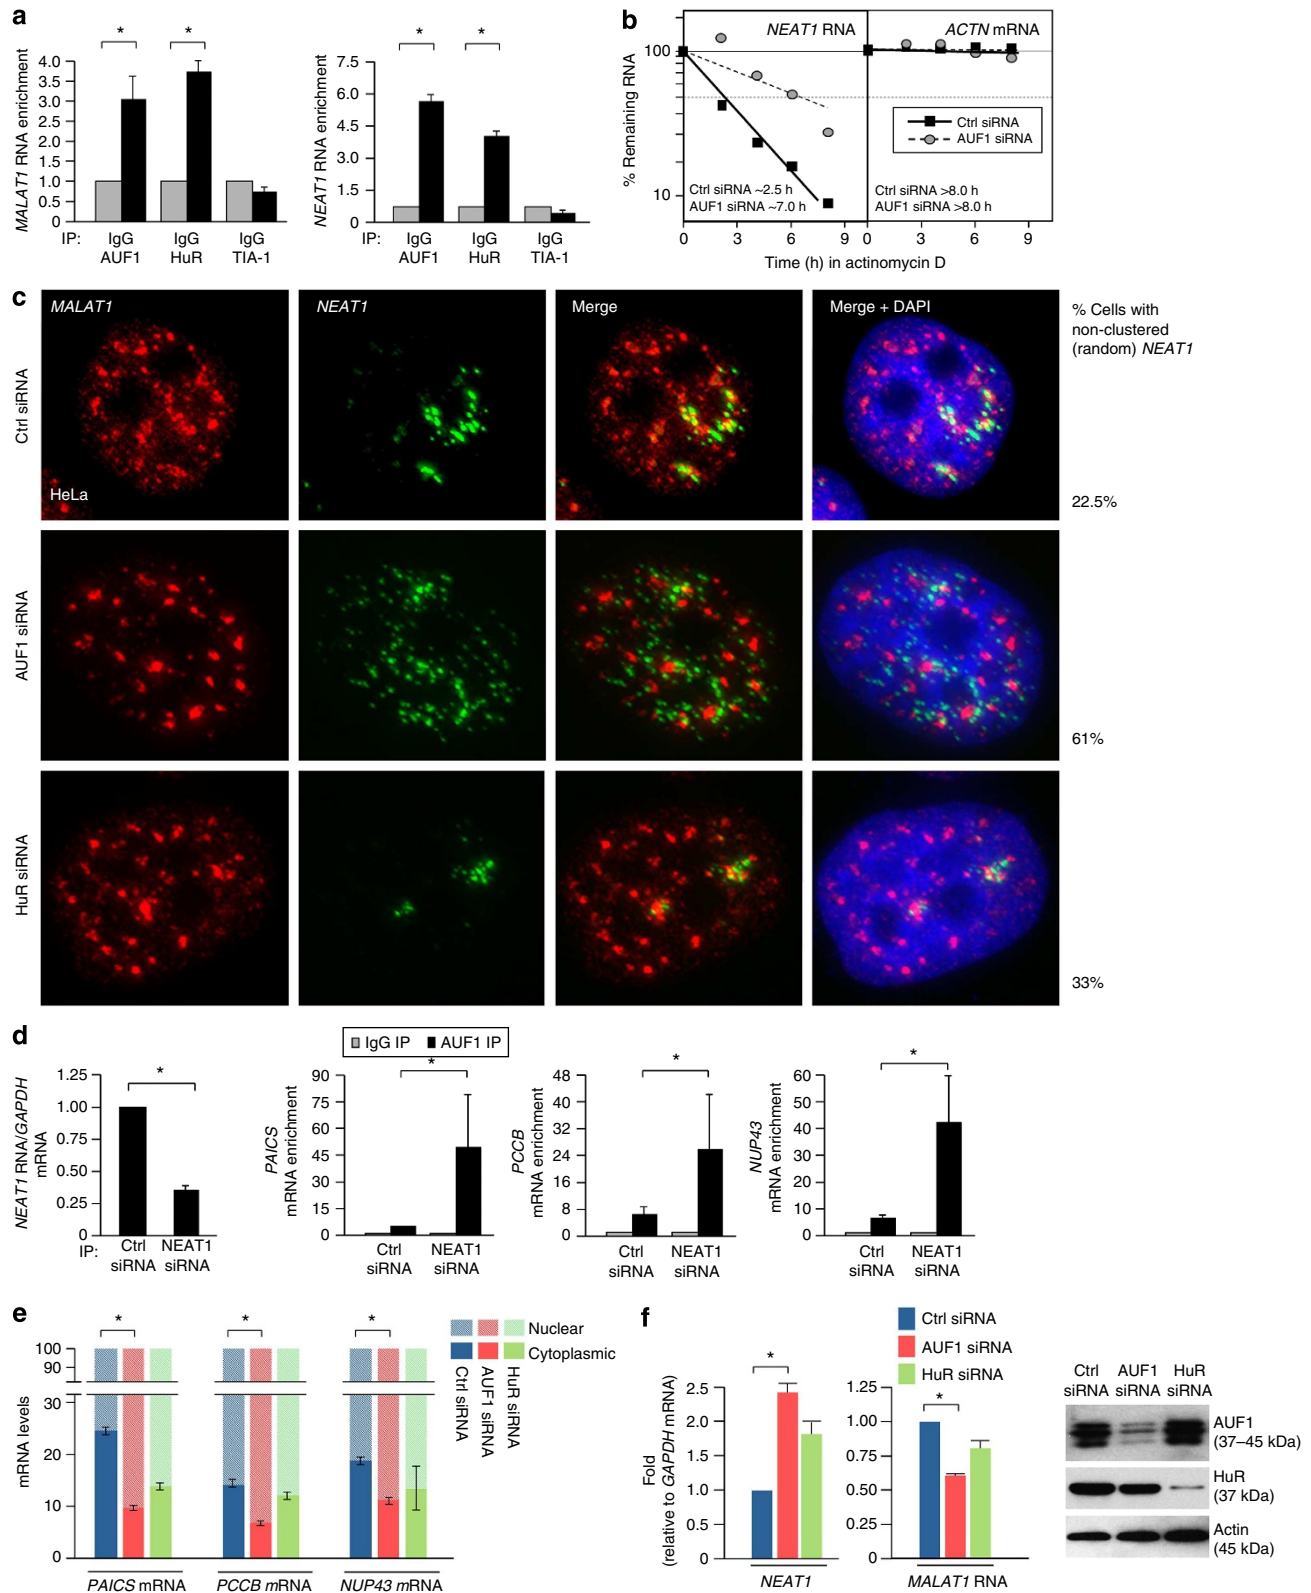 a
*
*
MALAT1 RNA enrichment
4.0
3.5
3.0
2.5
2.0
1.5
1.0
0.5
0
IP:
IgG
AUF1
IgG
HuR
IgG
TIA-1
*
*
NEAT1 RNA enrichment
7.5
6.0
4.5
3.0
1.5
0
IP:
IgG
AUF1
IgG
HuR
IgG
TIA-1
b
NEAT1 RNA
ACTN mRNA
% Remaining RNA
100
10
Ctrl siRNA
AUF1 siRNA
Ctrl siRNA ~2.5 h
AUF1 siRNA ~7.0 h
Ctrl siRNA >8.0 h
AUF1 siRNA >8.0 h
0 3 6 9 0 3 6 9
Time (h) in actinomycin D
c
MALAT1
NEAT1
Merge
Merge + DAPI
% Cells with
non-clustered
(random) NEAT1
Ctrl siRNA
HeLa
22.5%
AUF1 siRNA
61%
HuR siRNA
33%
d
IgG IP
AUF1 IP
NEAT1 RNA/GAPDH
mRNA
1.25
1.00
0.75
0.50
0.25
0
*
IP:
Ctrl
siRNA
NEAT1
siRNA
PAICS
mRNA enrichment
90
75
60
45
30
15
0
*
Ctrl
siRNA
NEAT1
siRNA
PCCB
mRNA enrichment
48
40
32
24
16
8
0
*
Ctrl
siRNA
NEAT1
siRNA
NUP43
mRNA enrichment
60
50
40
30
20
10
0
*
Ctrl
siRNA
NEAT1
siRNA
e
mRNA levels
100
90
30
20
10
0
*
*
*
Nuclear
Cytoplasmic
Ctrl siRNA
AUF1 siRNA
HuR siRNA
PAICS mRNA
PCCB mRNA
NUP43 mRNA
f
Ctrl siRNA
AUF1 siRNA
HuR siRNA
Fold
(relative to GAPDH mRNA)
2.5
2.0
1.5
1.0
0.5
0
*
NEAT1
1.25
1.00
0.75
0.50
0.25
0
*
MALAT1 RNA
Ctrl
siRNA
AUF1
siRNA
HuR
siRNA
AUF1
(37–45 kDa)
HuR
(37 kDa)
Actin
(45 kDa)